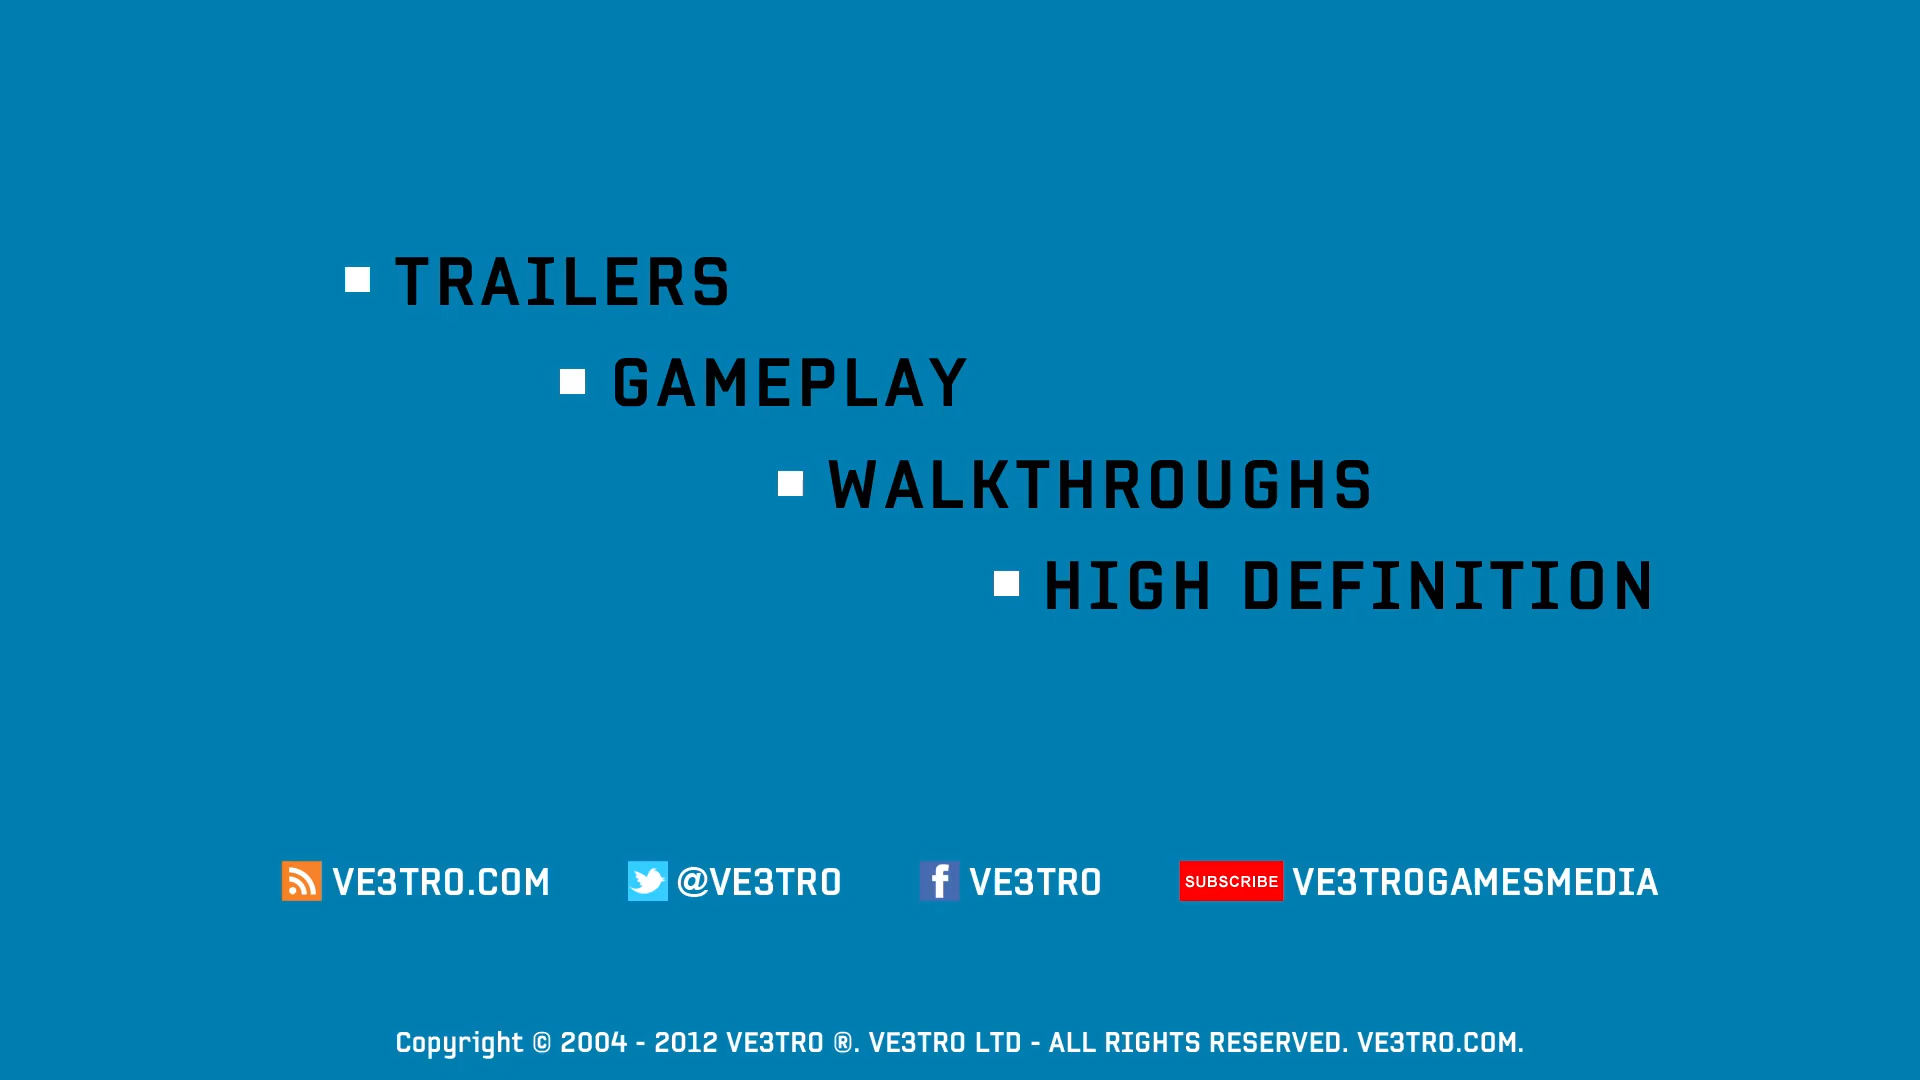 TRAILERS
GAMEPLAY
WALKTHROUGHS
HIGH DEFINITION
VE3TRO.COM @VE3TRO f VE3TRO SUBSCRIBE VE3TROGAMESMEDIA
Copyright © 2004 - 2012 VE3TRO ®. VE3TRO LTD - ALL RIGHTS RESERVED. VE3TRO.COM.